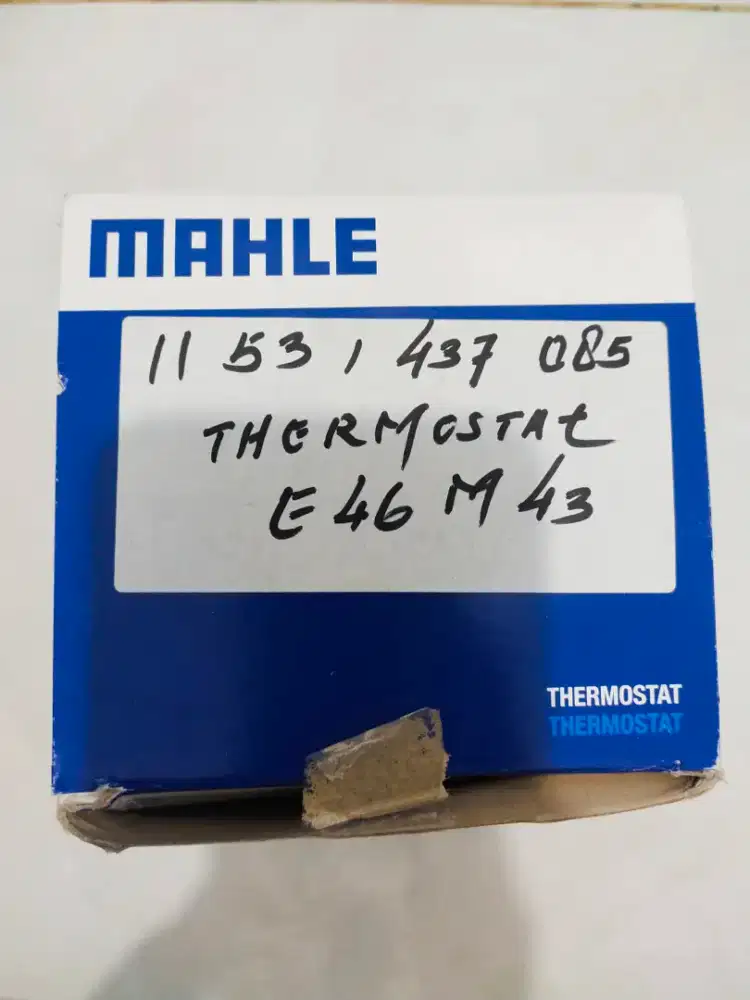 MAHLE
11 53 1 437 085
THERMOSTAt
E46 M43
THERMOSTAT
THERMOSTAT